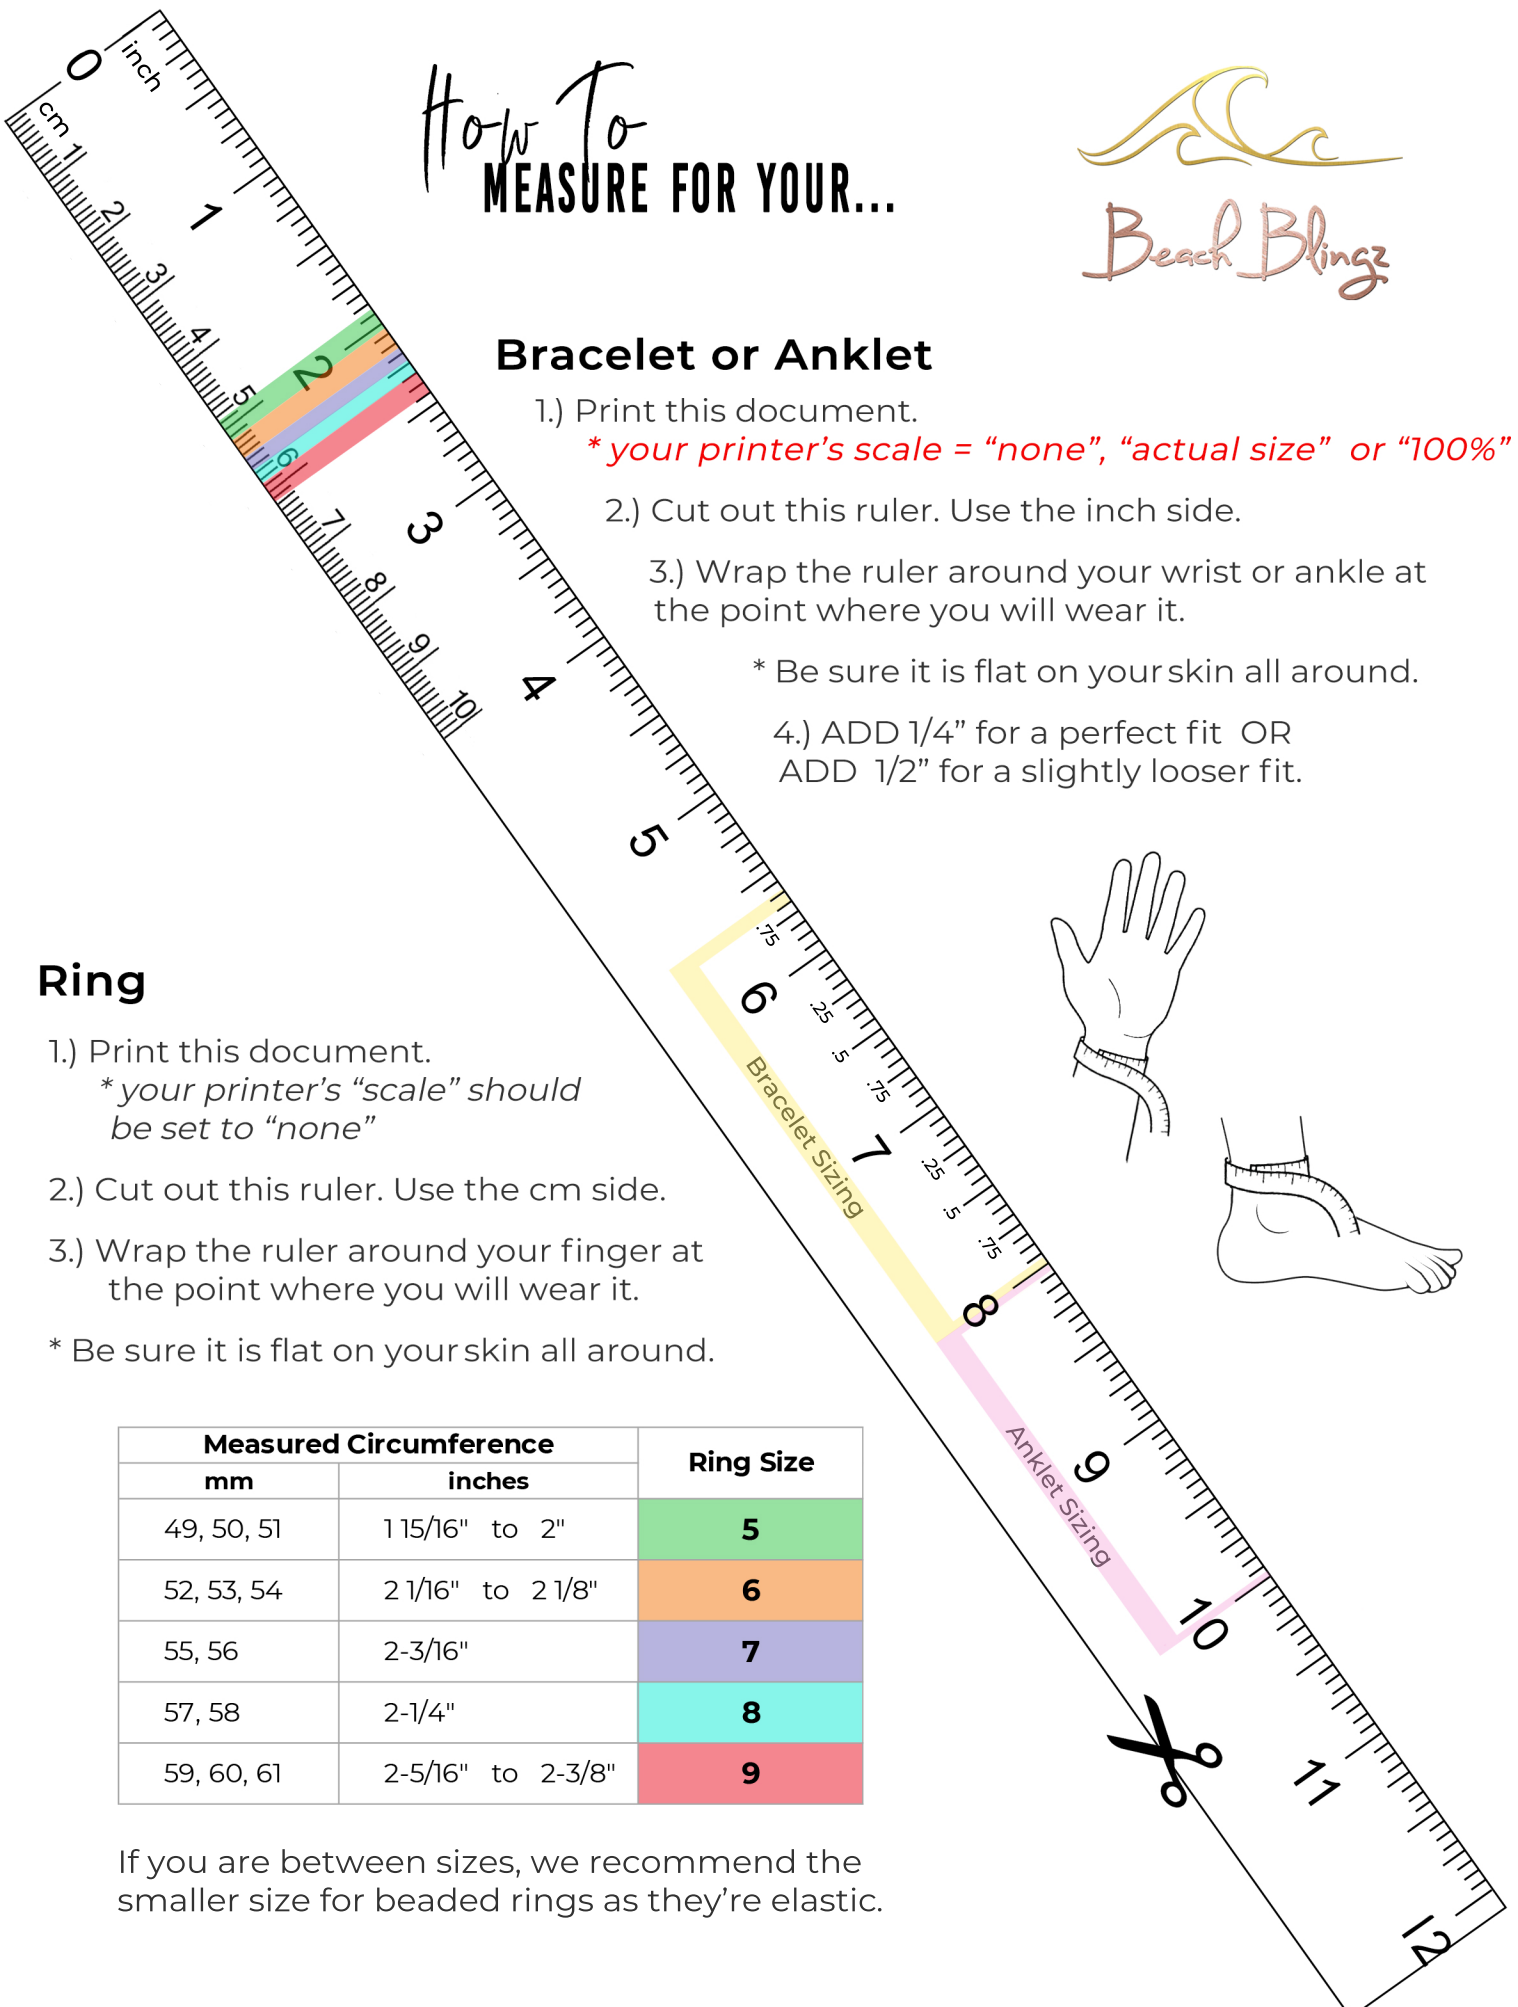 How To
MEASURE FOR YOUR...
Beach Blingz
0
inch
cm
1
2
3
4
5
6
7
8
9
10
1
2
3
4
5
.75
6
.25
.5
.75
7
.25
.5
.75
8
9
10
11
12
Bracelet Sizing
Anklet Sizing
Bracelet or Anklet
1.) Print this document.
* your printer’s scale = “none”, “actual size” or “100%”
2.) Cut out this ruler. Use the inch side.
3.) Wrap the ruler around your wrist or ankle at
the point where you will wear it.
* Be sure it is flat on your skin all around.
4.) ADD 1/4” for a perfect fit OR
ADD 1/2” for a slightly looser fit.
Ring
1.) Print this document.
* your printer’s “scale” should
be set to “none”
2.) Cut out this ruler. Use the cm side.
3.) Wrap the ruler around your finger at
the point where you will wear it.
* Be sure it is flat on your skin all around.
Measured Circumference Ring Size
mm inches
49, 50, 51 1 15/16" to 2" 5
52, 53, 54 2 1/16" to 2 1/8" 6
55, 56 2-3/16" 7
57, 58 2-1/4" 8
59, 60, 61 2-5/16" to 2-3/8" 9
If you are between sizes, we recommend the
smaller size for beaded rings as they’re elastic.